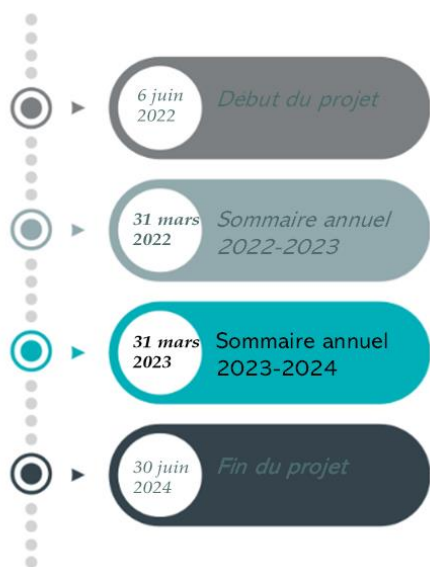 6 juin
2022
Début du projet
31 mars
2022
Sommaire annuel
2022-2023
31 mars
2023
Sommaire annuel
2023-2024
30 juin
2024
Fin du projet